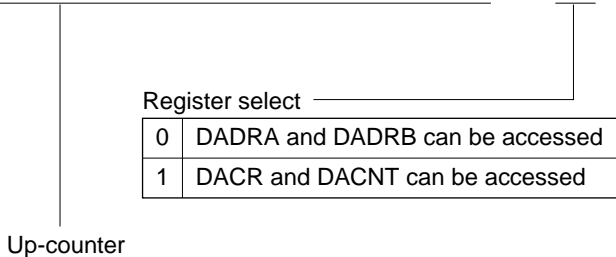 Register select
0 DADRA and DADRB can be accessed
1 DACR and DACNT can be accessed
Up-counter